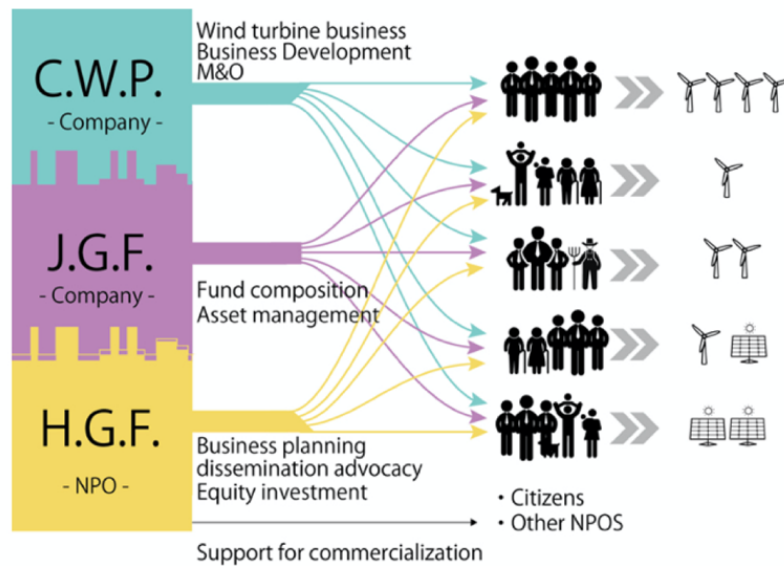 C.W.P.
- Company -
Wind turbine business
Business Development
M&O
J.G.F.
- Company -
Fund composition
Asset management
H.G.F.
- NPO -
Business planning
dissemination advocacy
Equity investment
• Citizens
• Other NPOS
Support for commercialization